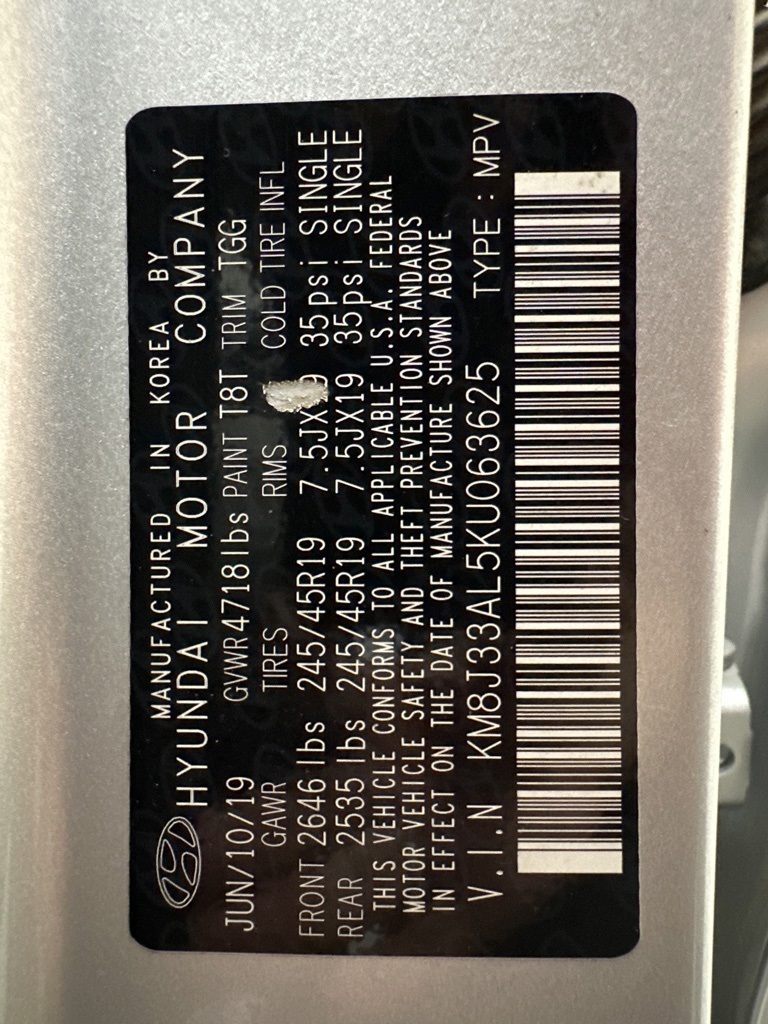 MANUFACTURED IN KOREA BY
HYUNDAI MOTOR COMPANY
JUN/10/19 GVWR4718lbs PAINT T8T TRIM TGG
GAWR TIRES RIMS COLD TIRE INFL
FRONT 2646 lbs 245/45R19 7.5JX19 35psi SINGLE
REAR 2535 lbs 245/45R19 7.5JX19 35psi SINGLE
THIS VEHICLE CONFORMS TO ALL APPLICABLE U.S.A. FEDERAL
MOTOR VEHICLE SAFETY AND THEFT PREVENTION STANDARDS
IN EFFECT ON THE DATE OF MANUFACTURE SHOWN ABOVE
V.I.N KM8J33AL5KU063625 TYPE : MPV